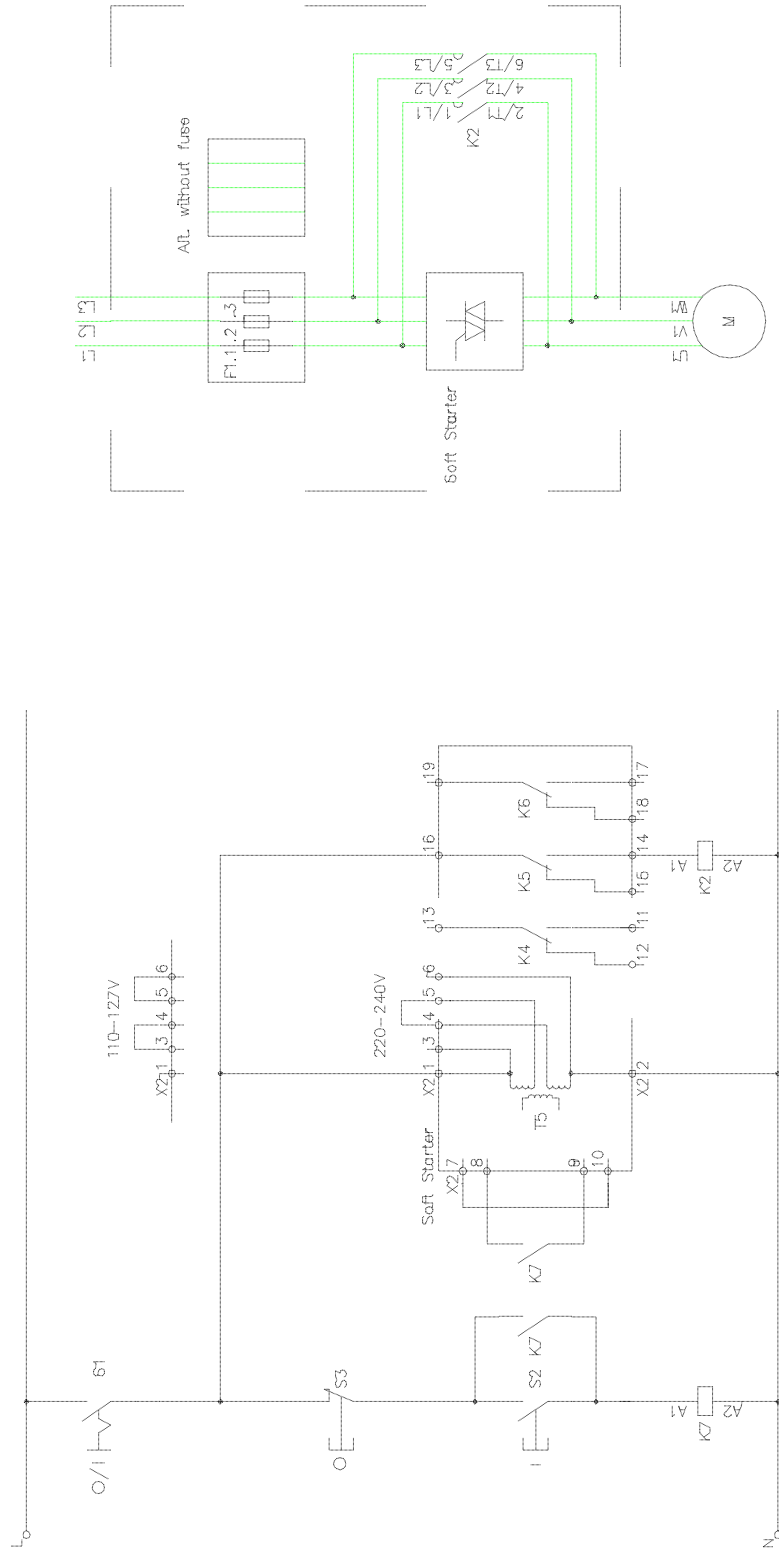 L3
L2
L1
Alt. without fuse
F1.1 .2 .3
5/L3
3/L2
1/L1
6/T3
4/T2
2/T1
K2
Soft Starter
W1
V1
U1
M
110-127V
X2 1 3 4 5 6
220-240V
X2 1 3 4 5 6
13
16
19
K4
K5
K6
12 11 15 14 18 17
T5
Soft Starter
X2 7
8
9
10
X2 2
K7
A1
K2
A2
L
O/I
S1
S3
O
K7
S2
I
A1
K7
A2
N